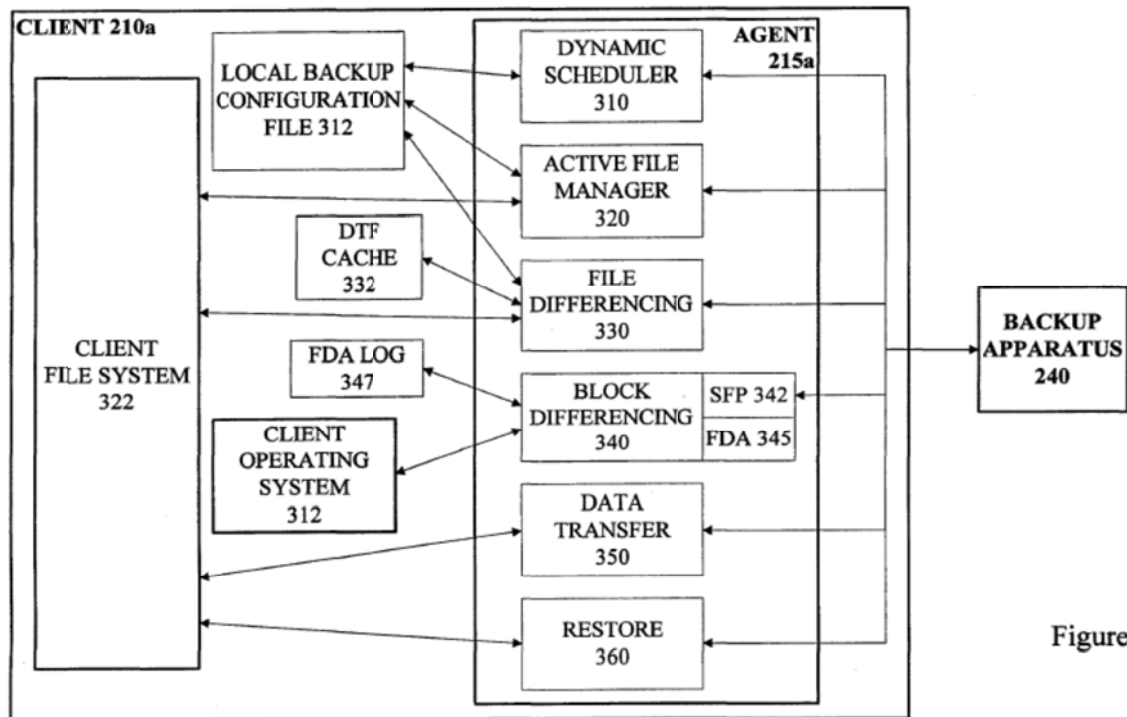 CLIENT 210a
AGENT
215a
LOCAL BACKUP
CONFIGURATION
FILE 312
DYNAMIC
SCHEDULER
310
ACTIVE FILE
MANAGER
320
DTF
CACHE
332
FILE
DIFFERENCING
330
CLIENT
FILE SYSTEM
322
FDA LOG
347
BLOCK
DIFFERENCING
340
SFP 342
FDA 345
CLIENT
OPERATING
SYSTEM
312
DATA
TRANSFER
350
RESTORE
360
BACKUP
APPARATUS
240
Figure